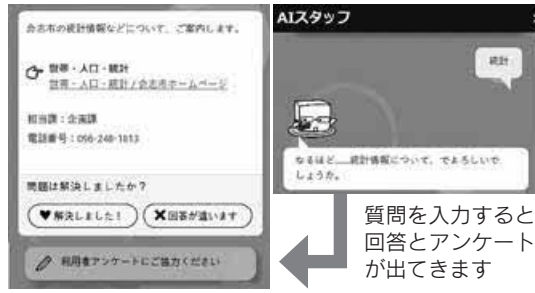 合志市の統計情報などについて、ご案内します。
世帯・人口・統計
世帯・人口・統計 / 合志市ホームページ
担当課：企画課
電話番号：096-248-1813
問題は解決しましたか？
♥解決しました！
✖回答が違います
利用者アンケートにご協力ください
AIスタッフ
統計
なるほど……統計情報について、でよろしいで
しょうか。
質問を入力すると
回答とアンケート
が出てきます